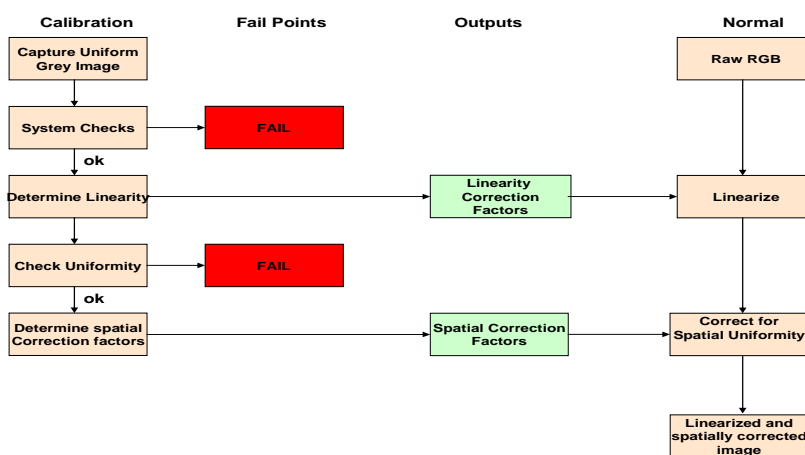 Calibration Fail Points Outputs Normal
Capture Uniform
Grey Image
Raw RGB
System Checks
FAIL
ok
Determine Linearity
Linearity
Correction
Factors
Linearize
Check Uniformity
FAIL
ok
Determine spatial
Correction factors
Spatial Correction
Factors
Correct for
Spatial Uniformity
Linearized and
spatially corrected
image